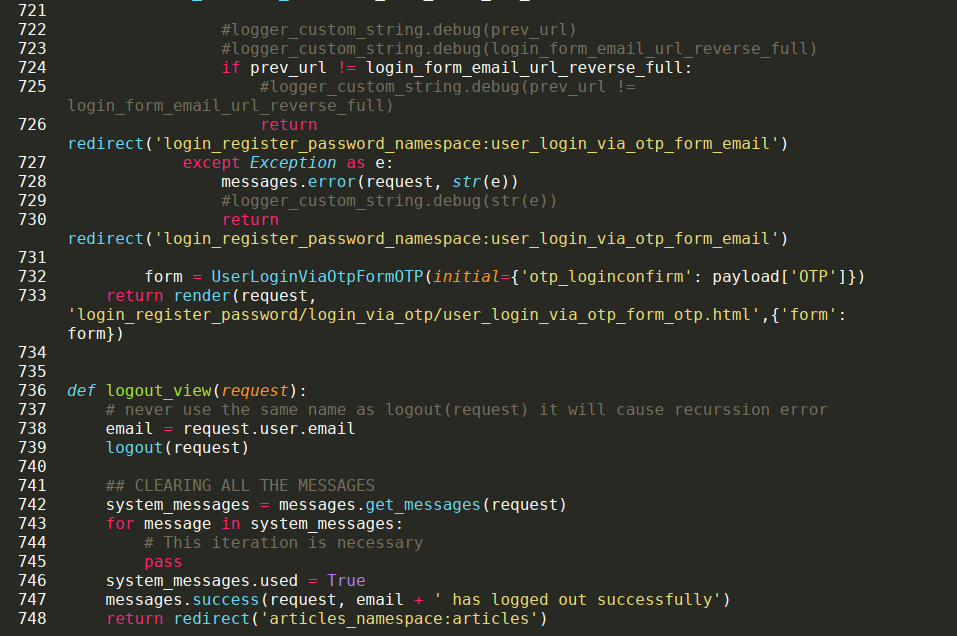 721
722                 #logger_custom_string.debug(prev_url)
723                 #logger_custom_string.debug(login_form_email_url_reverse_full)
724                 if prev_url != login_form_email_url_reverse_full:
725                     #logger_custom_string.debug(prev_url !=
login_form_email_url_reverse_full)
726                     return
redirect('login_register_password_namespace:user_login_via_otp_form_email')
727             except Exception as e:
728                 messages.error(request, str(e))
729                 #logger_custom_string.debug(str(e))
730                 return
redirect('login_register_password_namespace:user_login_via_otp_form_email')
731
732         form = UserLoginViaOtpFormOTP(initial={'otp_loginconfirm': payload['OTP']})
733     return render(request,
'login_register_password/login_via_otp/user_login_via_otp_form_otp.html',{'form':
form})
734
735
736 def logout_view(request):
737     # never use the same name as logout(request) it will cause recurssion error
738     email = request.user.email
739     logout(request)
740
741     ## CLEARING ALL THE MESSAGES
742     system_messages = messages.get_messages(request)
743     for message in system_messages:
744         # This iteration is necessary
745         pass
746     system_messages.used = True
747     messages.success(request, email + ' has logged out successfully')
748     return redirect('articles_namespace:articles')